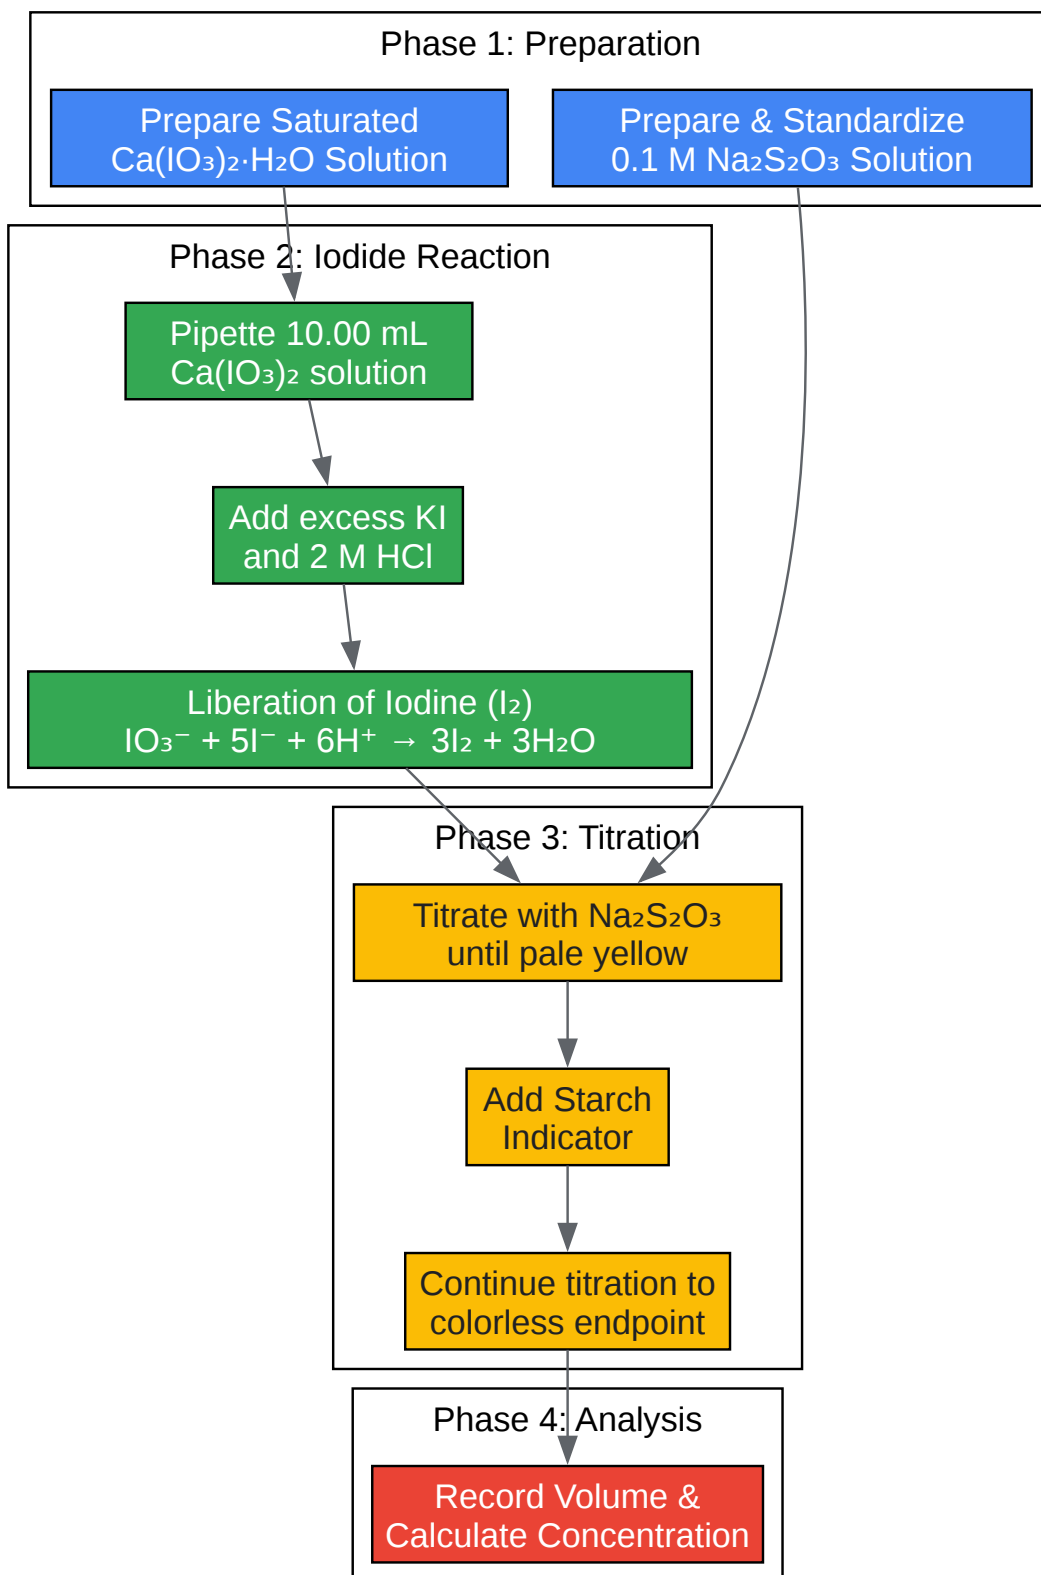 Phase 1: Preparation
Prepare Saturated
Ca(IO₃)₂·H₂O Solution
Prepare & Standardize
0.1 M Na₂S₂O₃ Solution
Phase 2: Iodide Reaction
Pipette 10.00 mL
Ca(IO₃)₂ solution
Add excess KI
and 2 M HCl
Liberation of Iodine (I₂)
IO₃⁻ + 5I⁻ + 6H⁺ → 3I₂ + 3H₂O
Phase 3: Titration
Titrate with Na₂S₂O₃
until pale yellow
Add Starch
Indicator
Continue titration to
colorless endpoint
Phase 4: Analysis
Record Volume &
Calculate Concentration